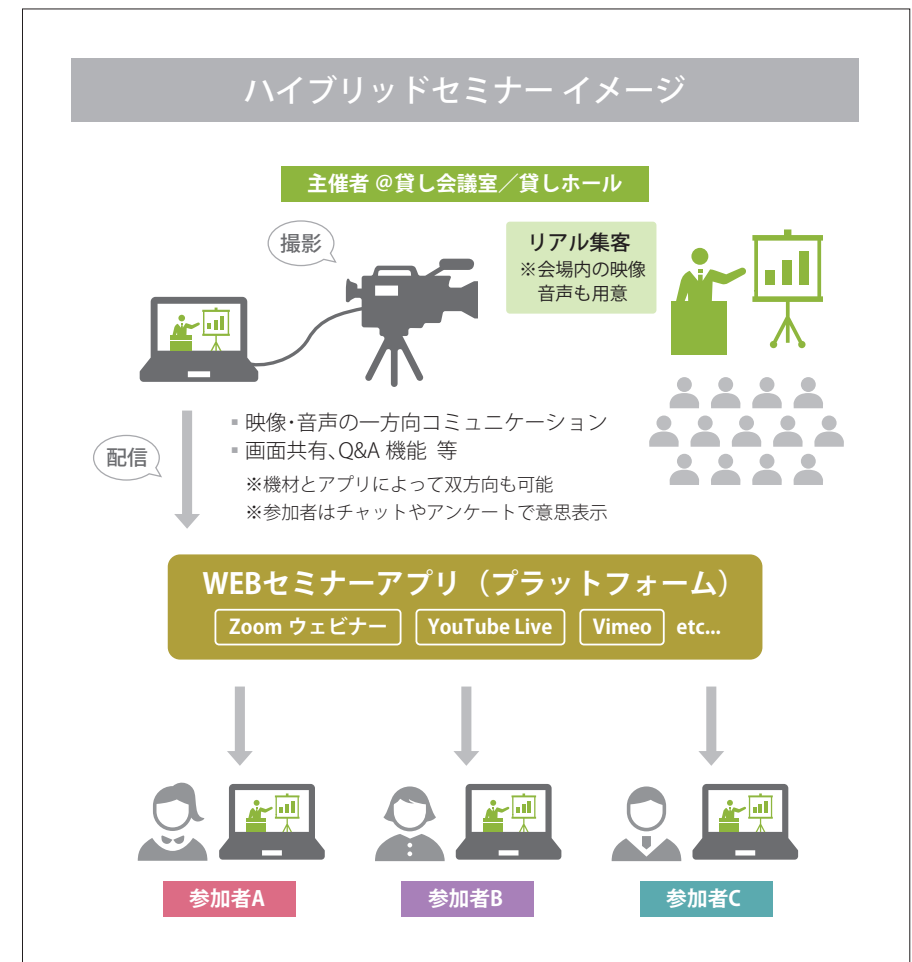 ハイブリッドセミナー イメージ
主催者 @貸し会議室／貸しホール
撮影
リアル集客
※会場内の映像
音声も用意
▪映像・音声の一方向コミュニケーション
▪画面共有、Q&A 機能 等
※機材とアプリによって双方向も可能
※参加者はチャットやアンケートで意思表示
配信
WEBセミナーアプリ（プラットフォーム）
Zoom ウェビナー YouTube Live Vimeo etc...
参加者A 参加者B 参加者C